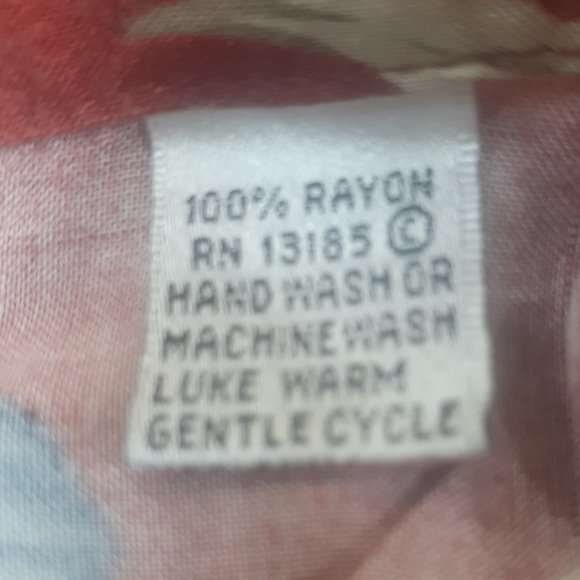 100% RAYON
RN 13185 ©
HAND WASH OR
MACHINE WASH
LUKE WARM
GENTLE CYCLE